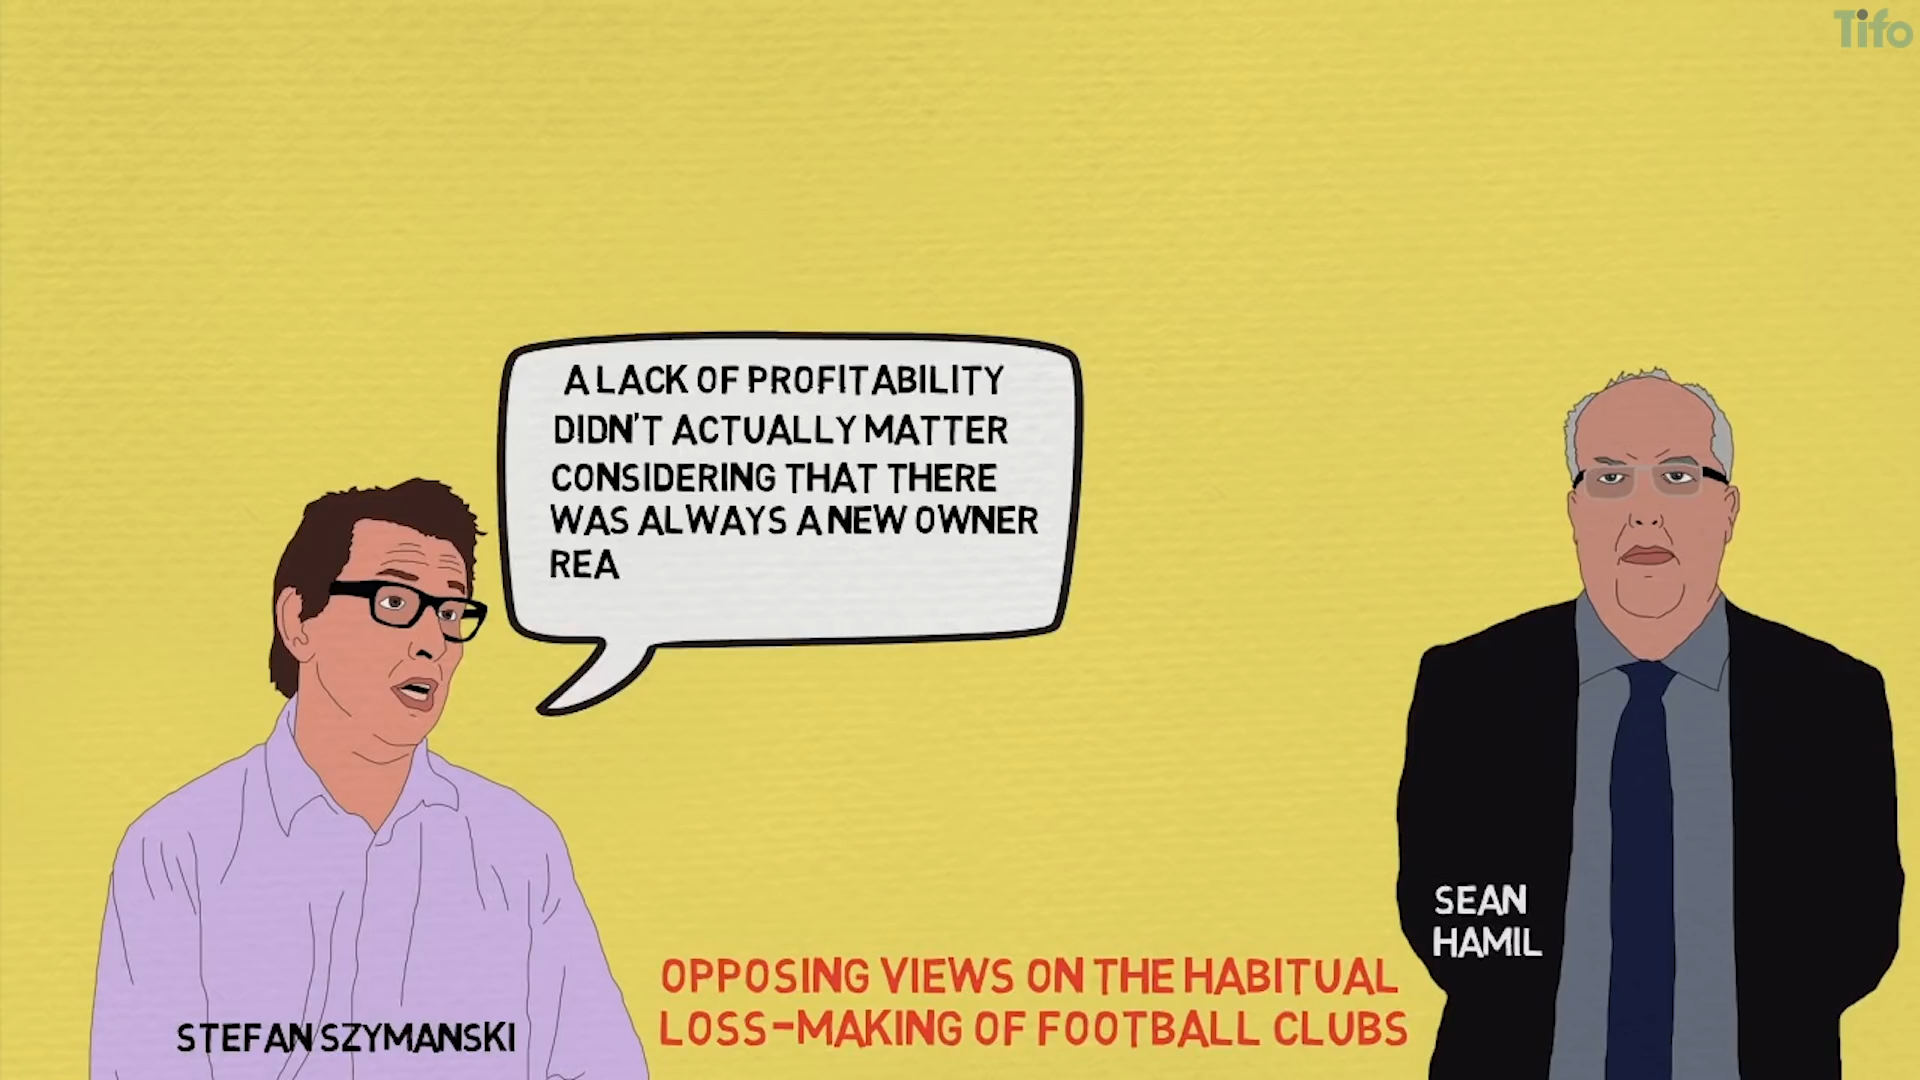 Tifo
A LACK OF PROFITABILITY
DIDN'T ACTUALLY MATTER
CONSIDERING THAT THERE
WAS ALWAYS A NEW OWNER
REA
SEAN
HAMIL
OPPOSING VIEWS ON THE HABITUAL
LOSS-MAKING OF FOOTBALL CLUBS
STEFAN SZYMANSKI